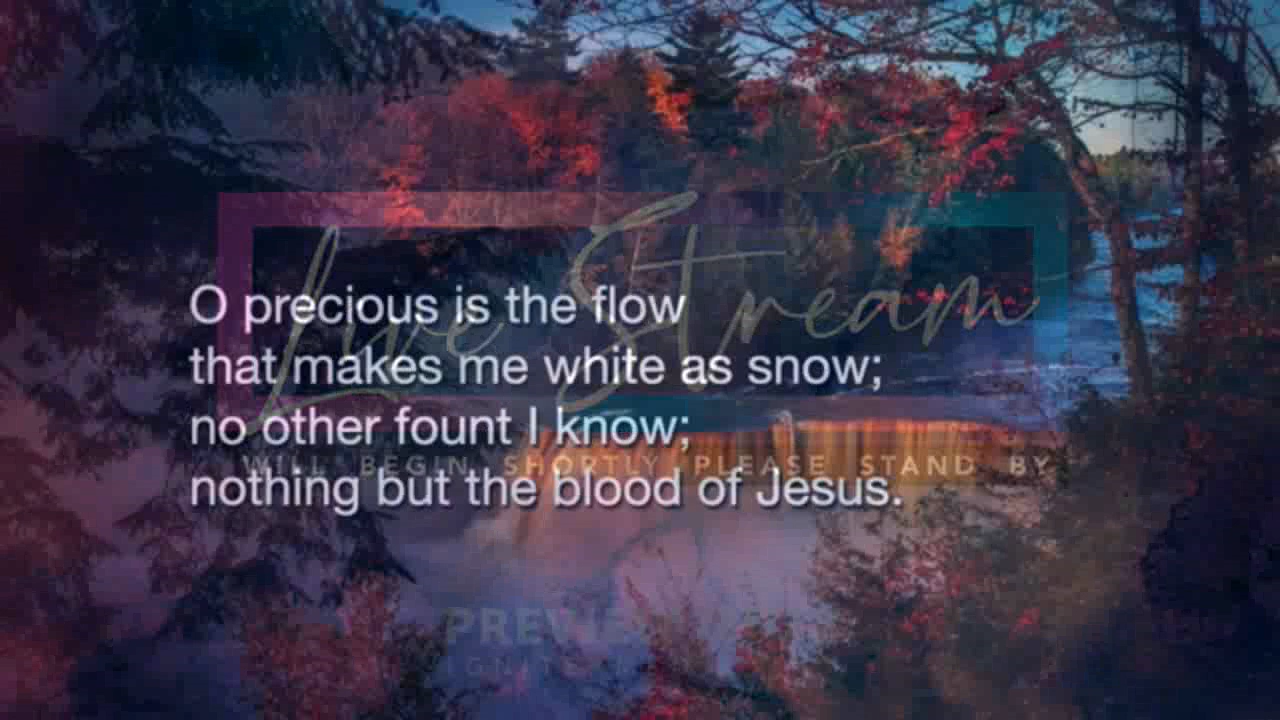 Live Stream
O precious is the flow
that makes me white as snow;
no other fount I know;
WILL BEGIN SHORTLY PLEASE STAND BY
nothing but the blood of Jesus.